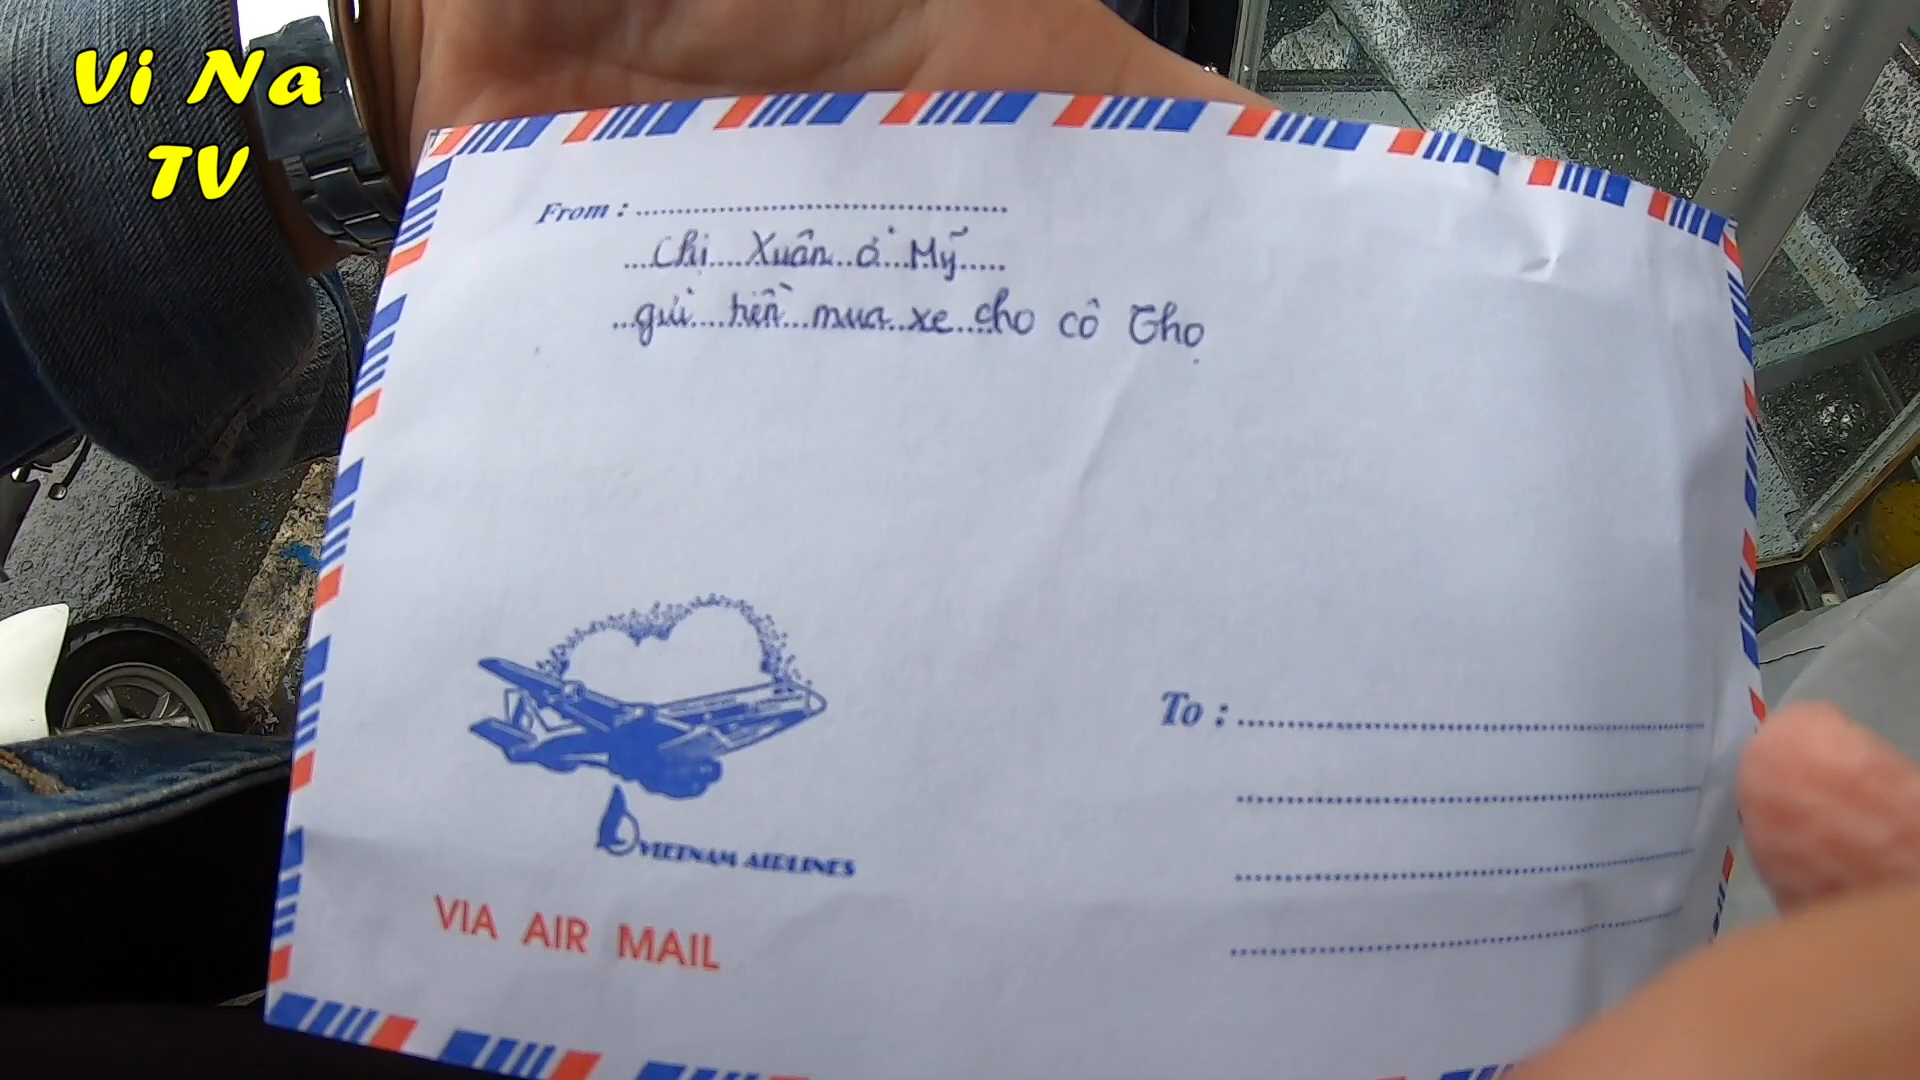 Vi Na
TV
From : ........................
Chị Xuân ở Mỹ
gửi tiền mua xe cho cô Thọ
To : ........................
VIETNAM AIRLINES
VIA AIR MAIL